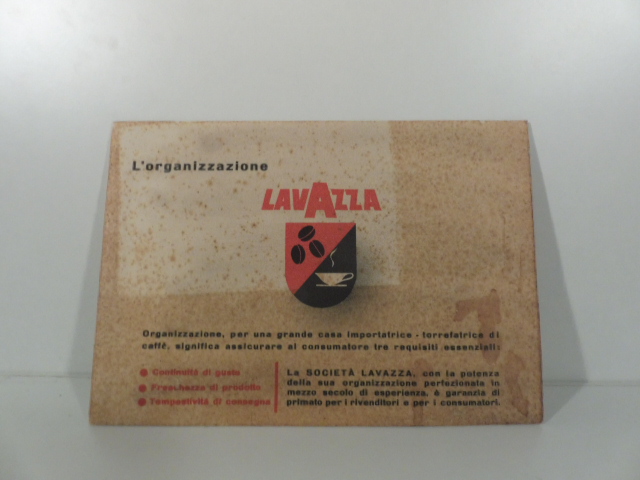 L'organizzazione
LAVAZZA
Organizzazione, per una grande casa importatrice - torrefatrice di
caffè, significa assicurare al consumatore tre requisiti essenziali:
Continuità di gusto
Freschezza di prodotto
Tempestività di consegna
La SOCIETÀ LAVAZZA, con la potenza
della sua organizzazione perfezionata in
mezzo secolo di esperienza, è garanzia di
primato per i rivenditori e per i consumatori.